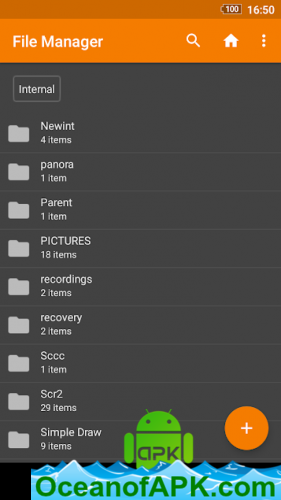 100 16:50
File Manager
Internal
Newint
4 items
panora
1 item
Parent
1 item
PICTURES
18 items
recordings
2 items
recovery
2 items
Sccc
1 item
Scr2
29 items
Simple Draw
9 items
+
APK
OceanofAPK.com